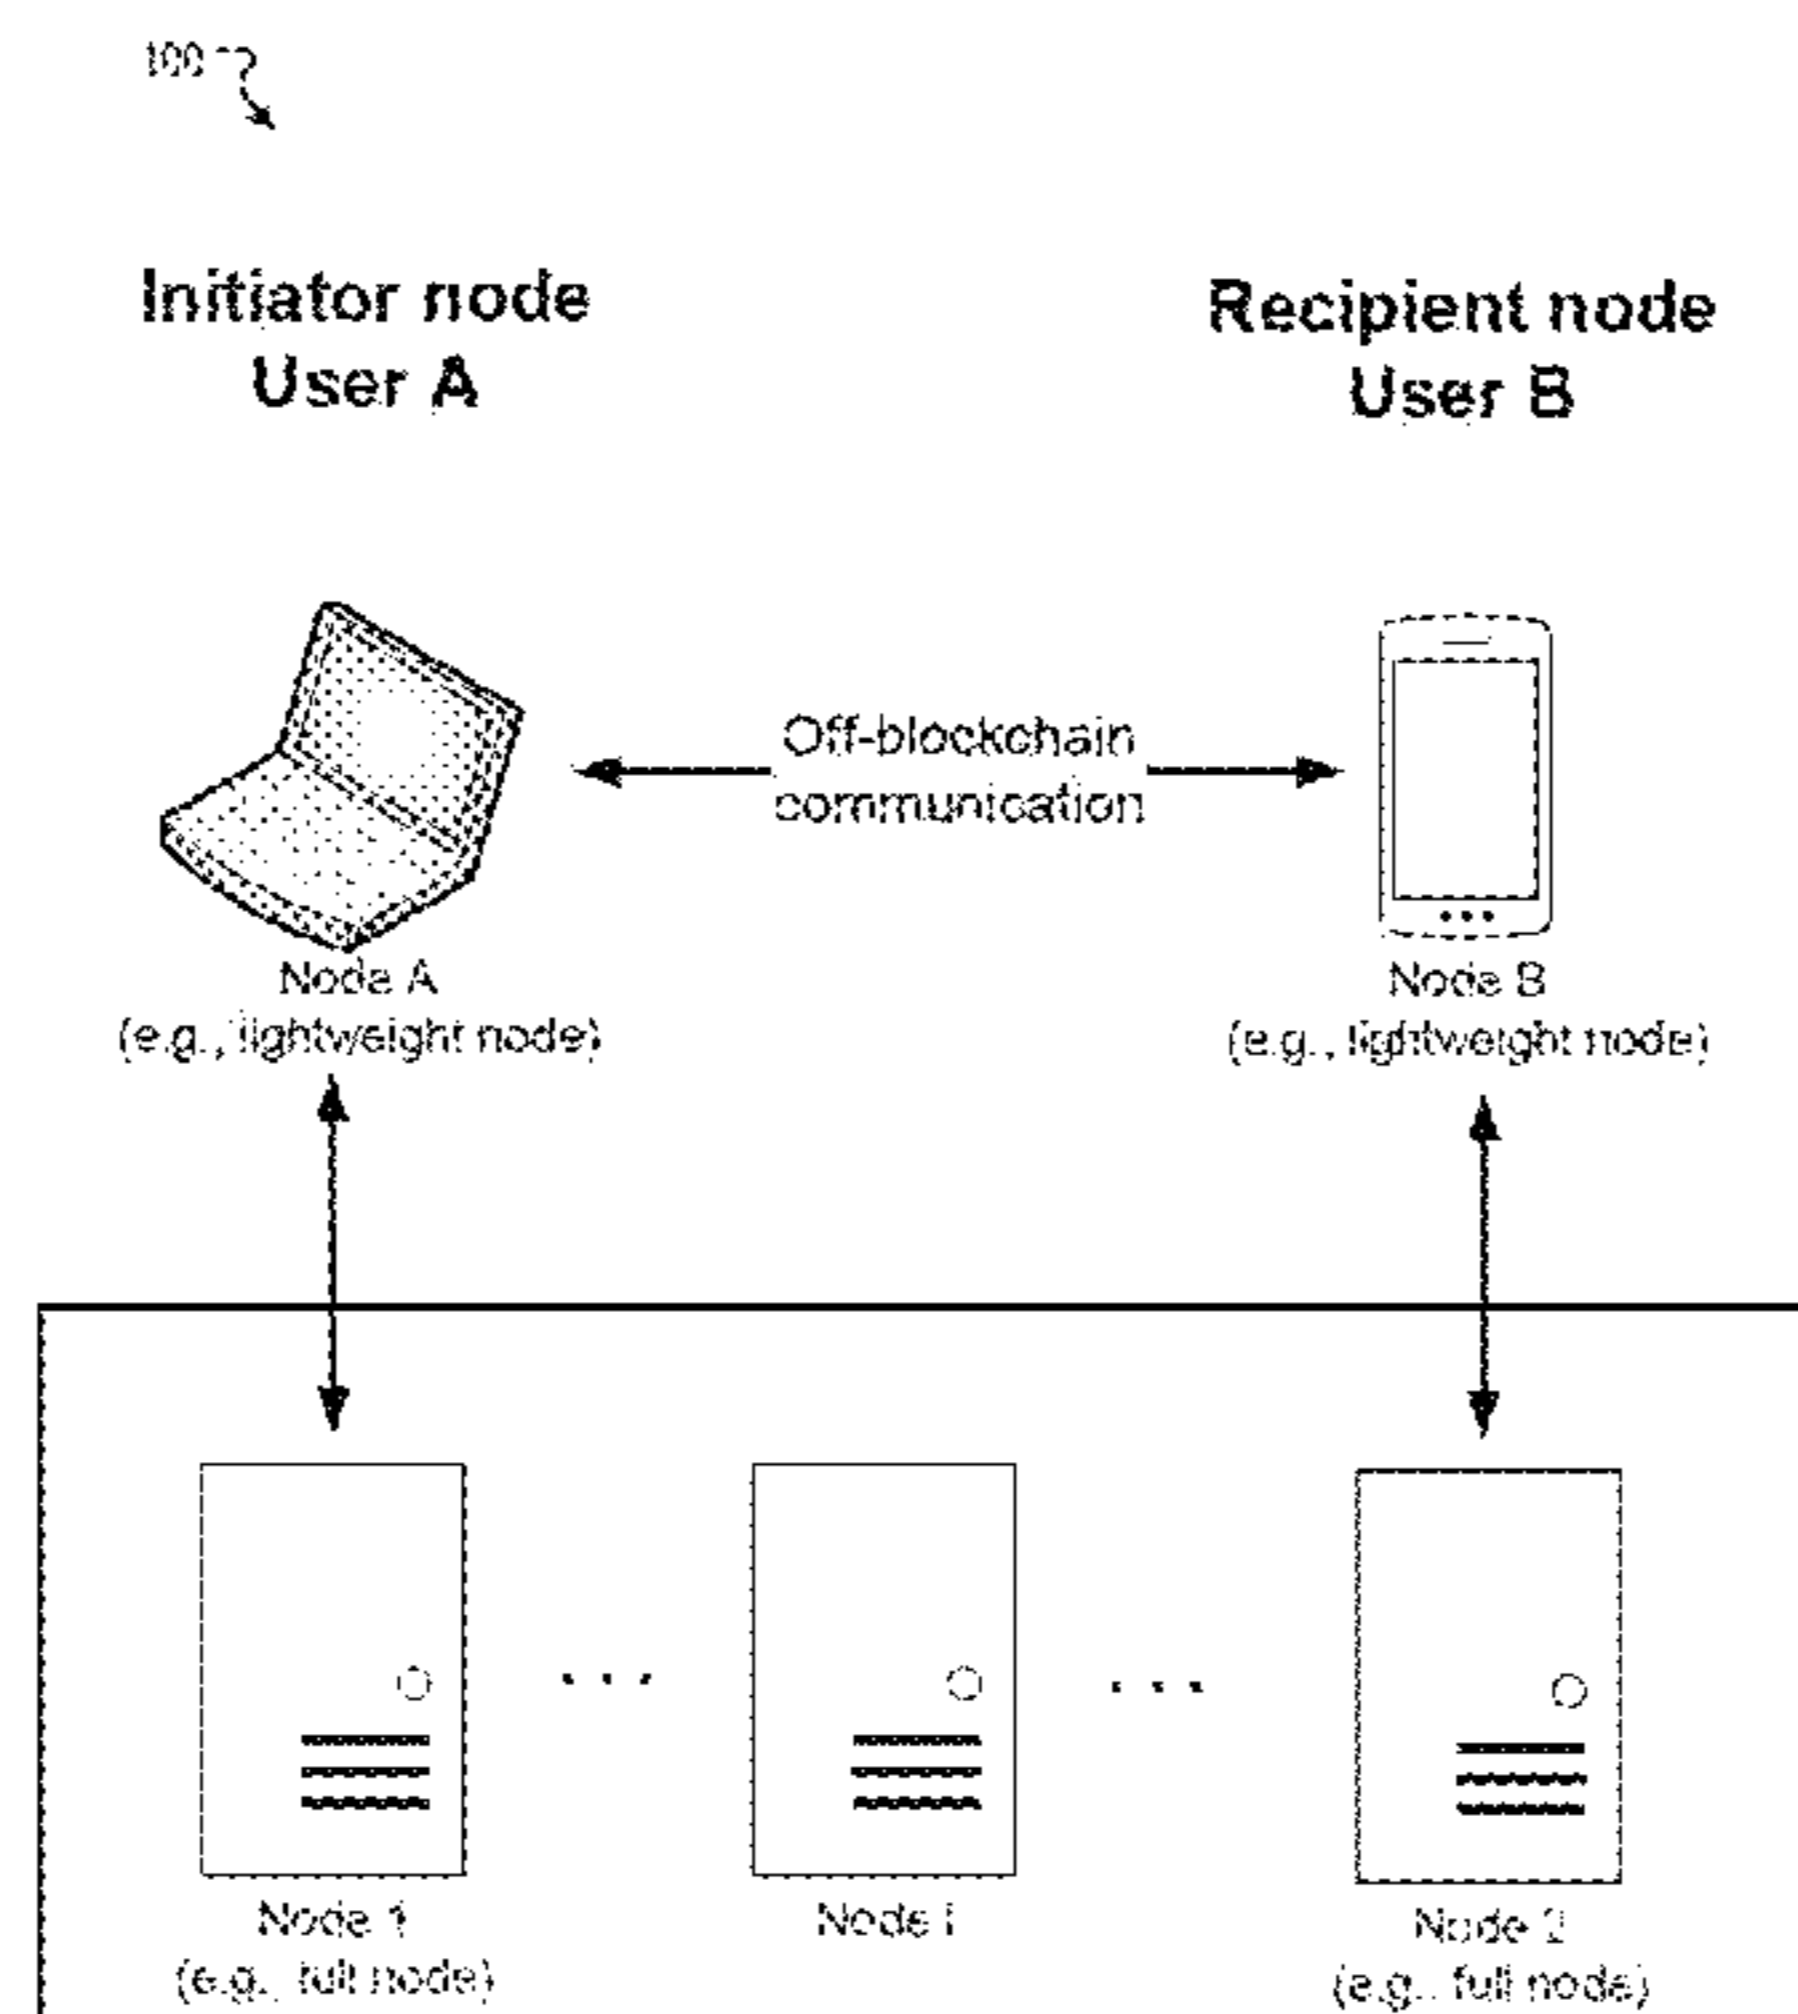 100
Initiator node
User A
Recipient node
User B
Off-blockchain
communication
Node A
(e.g., lightweight node)
Node B
(e.g., lightweight node)
Node 1
(e.g., full node)
Node i
Node 2
(e.g., full node)